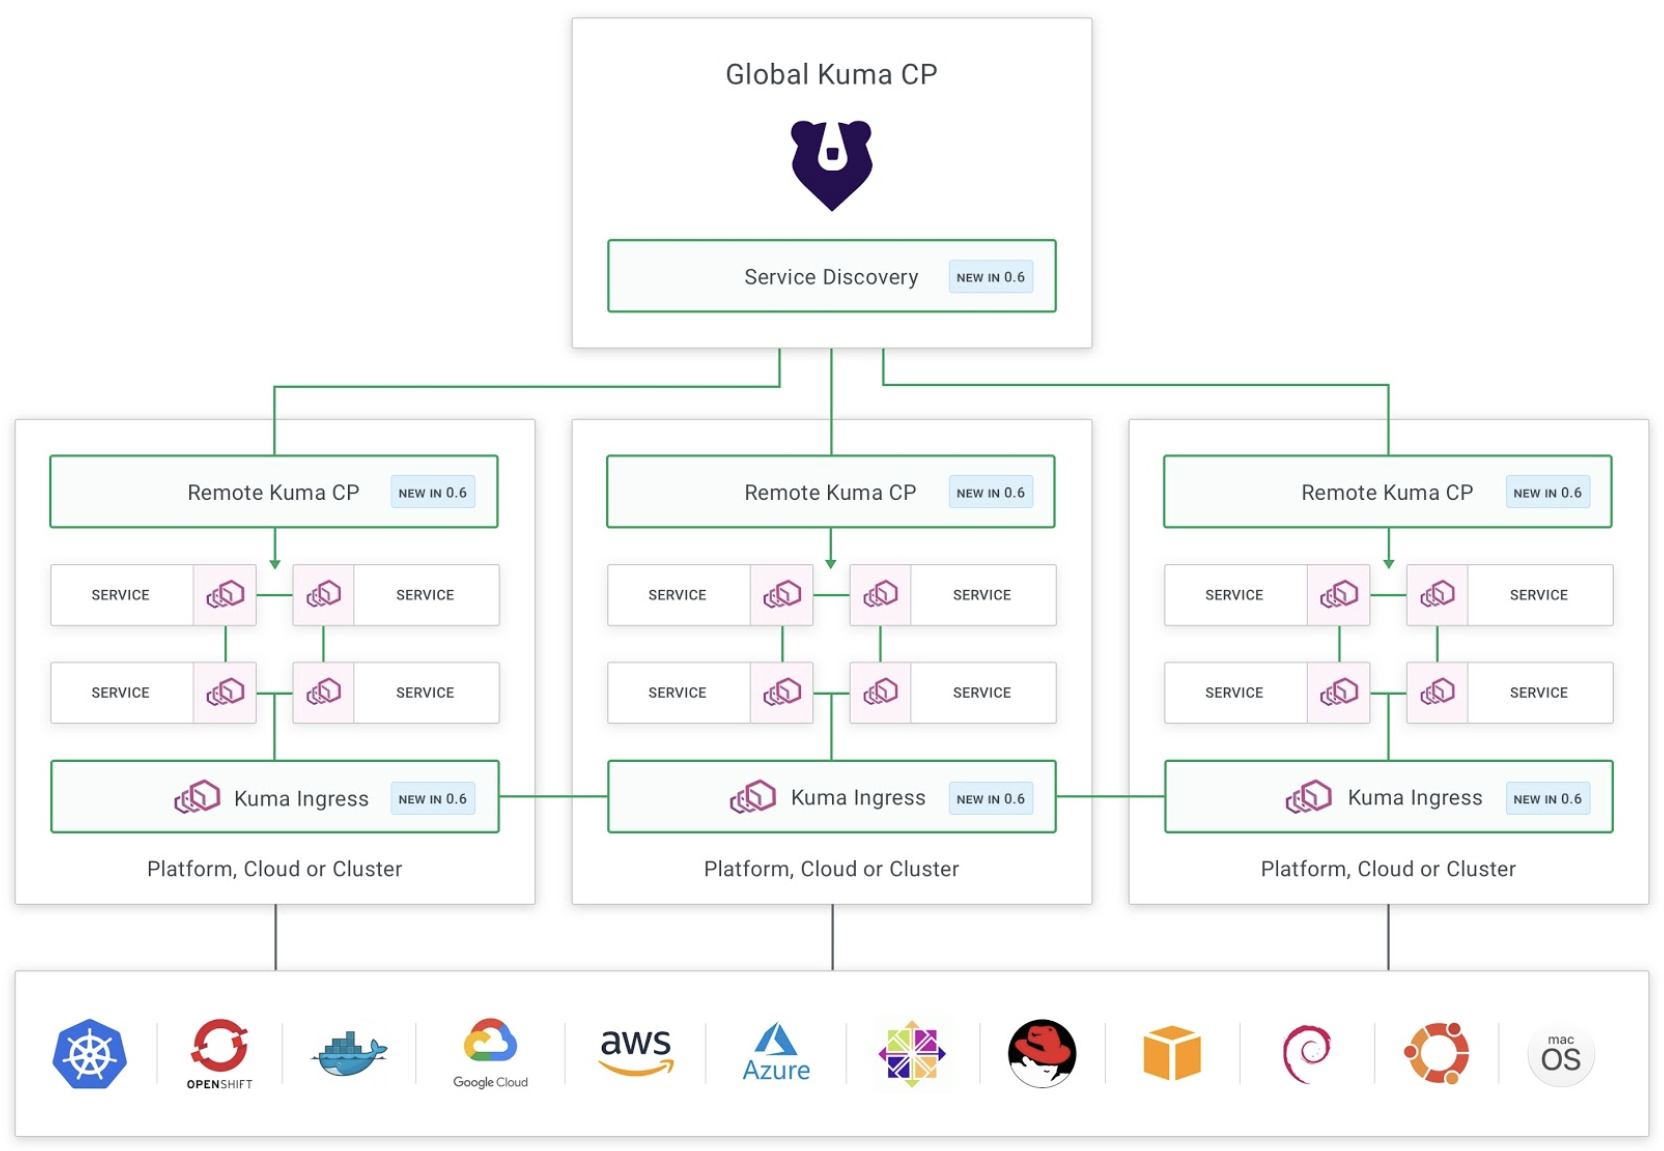 Global Kuma CP
Service Discovery NEW IN 0.6
Remote Kuma CP NEW IN 0.6
Remote Kuma CP NEW IN 0.6
Remote Kuma CP NEW IN 0.6
SERVICE SERVICE
SERVICE SERVICE
SERVICE SERVICE
SERVICE SERVICE
SERVICE SERVICE
SERVICE SERVICE
Kuma Ingress NEW IN 0.6
Kuma Ingress NEW IN 0.6
Kuma Ingress NEW IN 0.6
Platform, Cloud or Cluster
Platform, Cloud or Cluster
Platform, Cloud or Cluster
OPENSHIFT
Google Cloud
aws
Azure
mac
OS